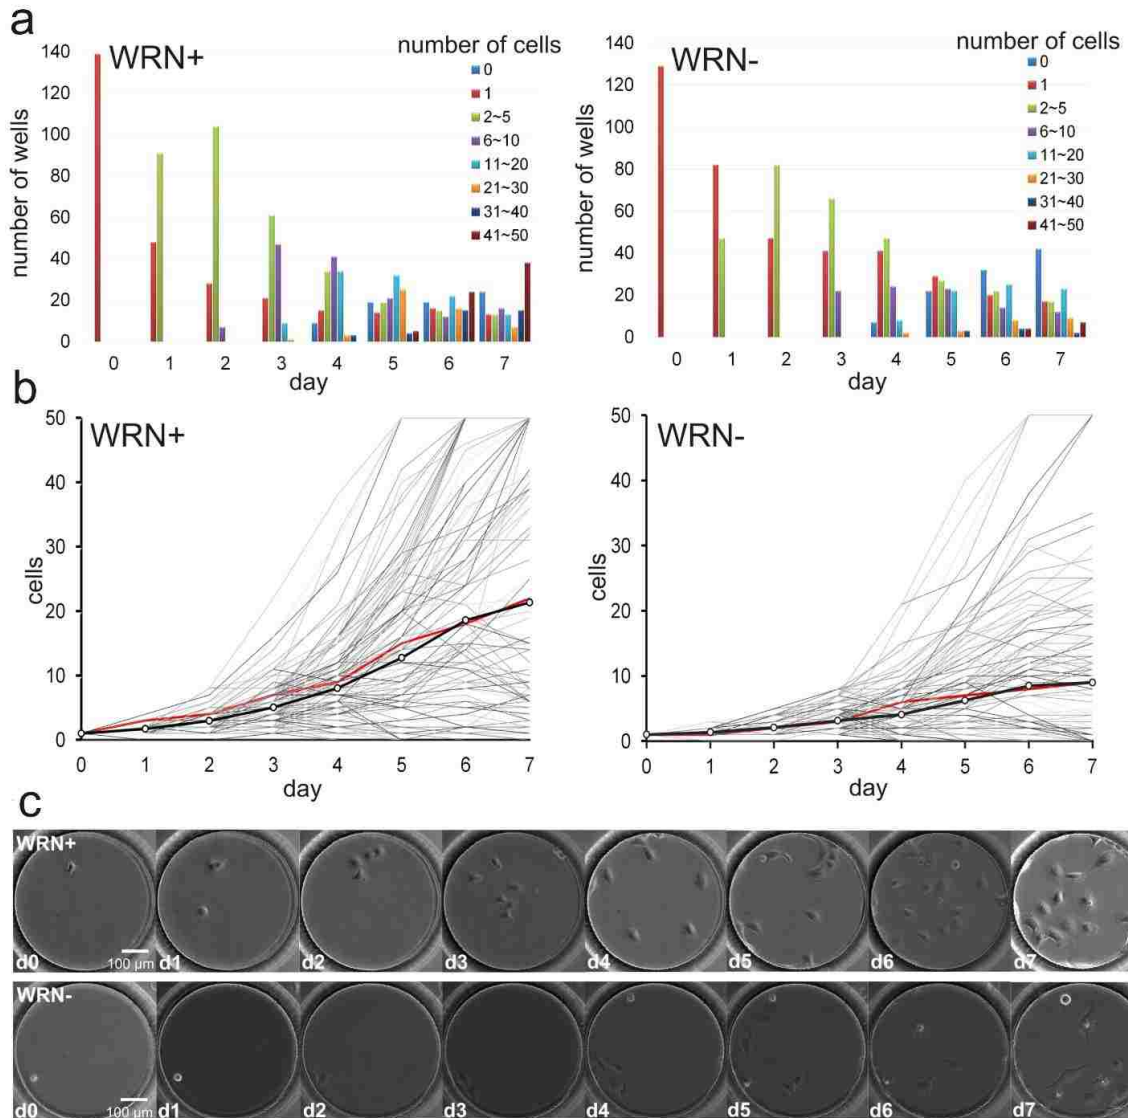 a
WRN+
number of cells
0
1
2~5
6~10
11~20
21~30
31~40
41~50
number of wells
140
120
100
80
60
40
20
0
0 1 2 3 4 5 6 7
day
WRN-
number of cells
0
1
2~5
6~10
11~20
21~30
31~40
41~50
number of wells
140
120
100
80
60
40
20
0
0 1 2 3 4 5 6 7
day
b
WRN+
cells
50
40
30
20
10
0
0 1 2 3 4 5 6 7
day
WRN-
cells
50
40
30
20
10
0
0 1 2 3 4 5 6 7
day
c
WRN+
d0 100 µm d1 d2 d3 d4 d5 d6 d7
WRN-
d0 100 µm d1 d2 d3 d4 d5 d6 d7